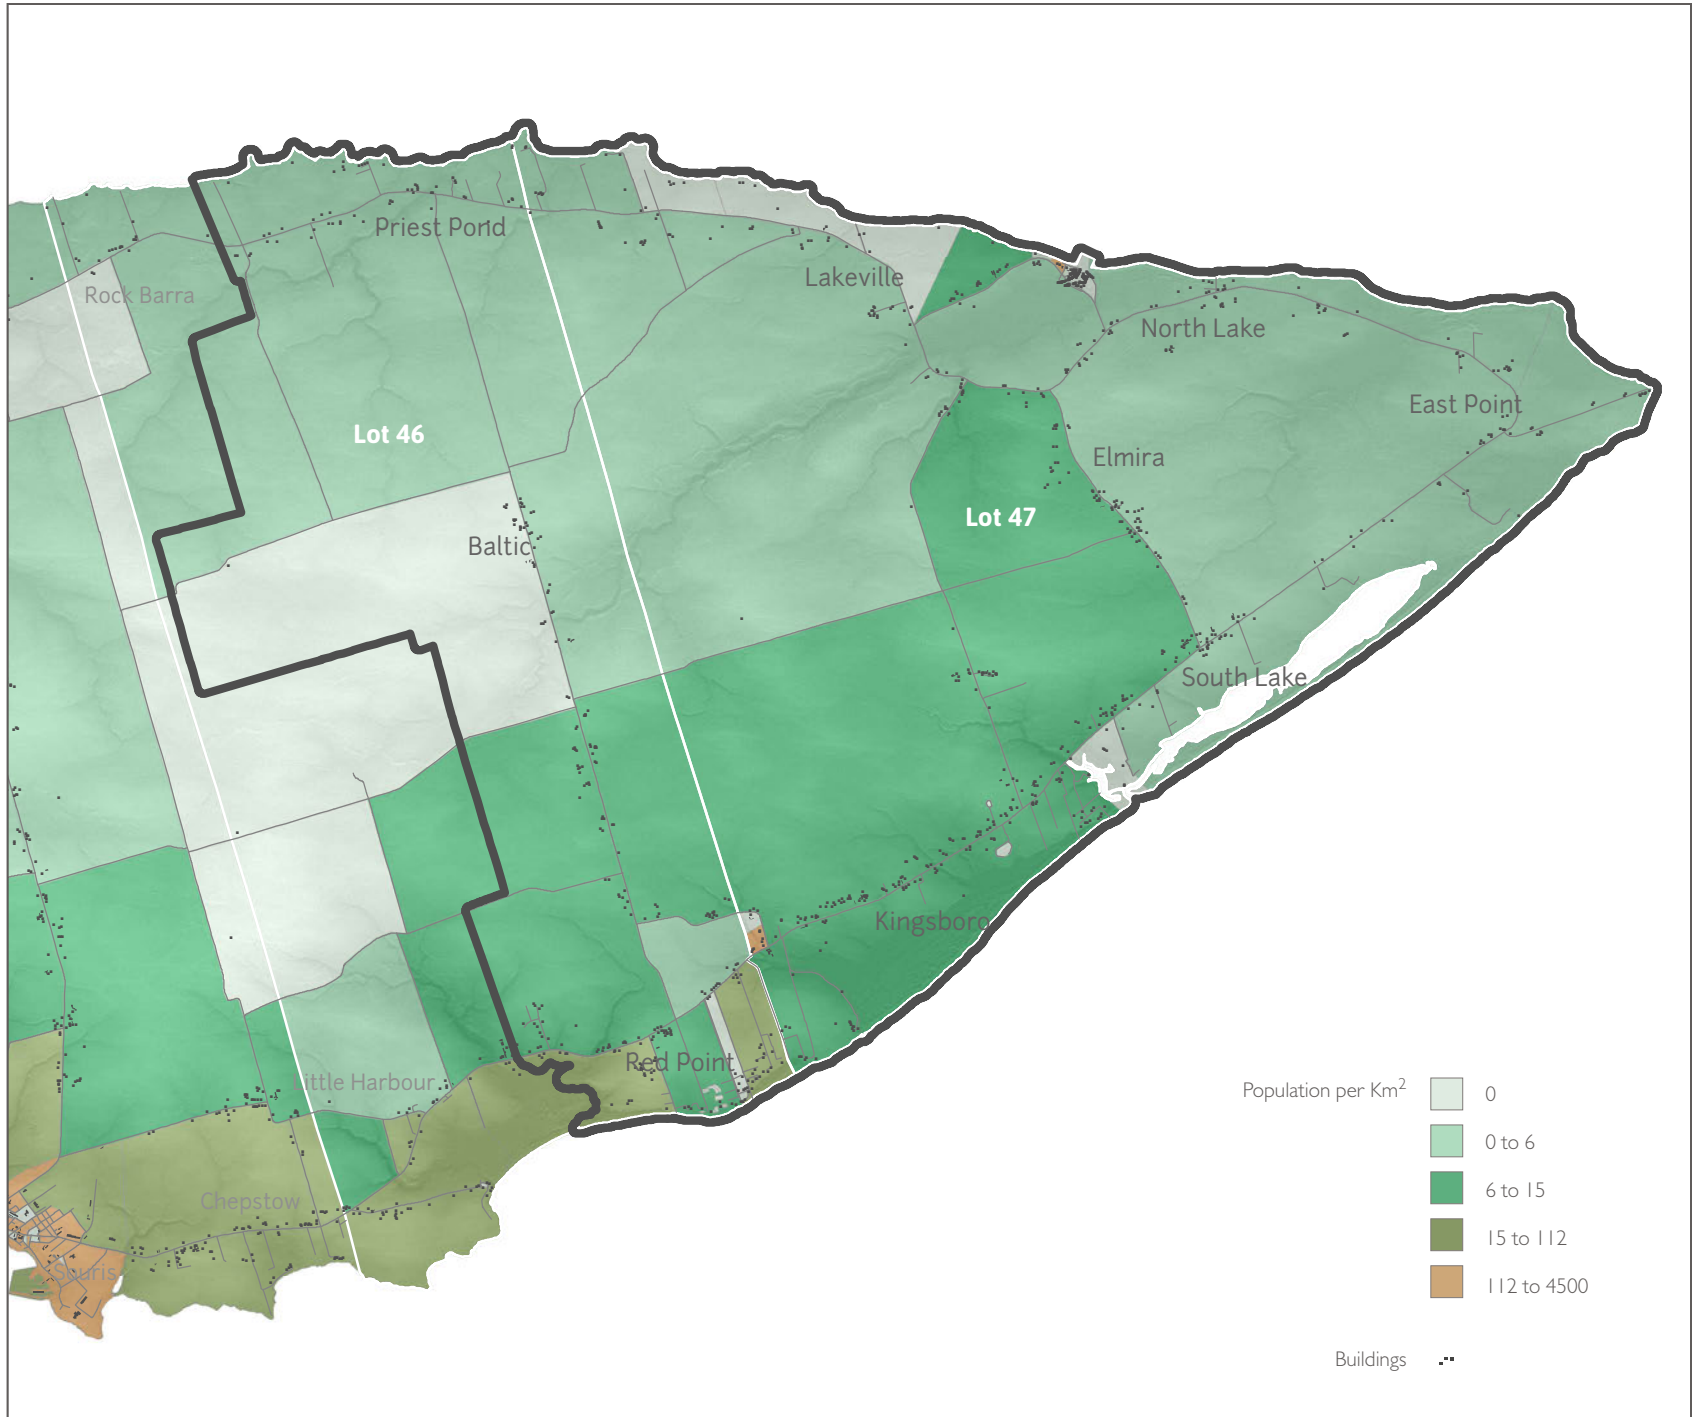 Priest Pond
Rock Barra
Lakeville
North Lake
East Point
Lot 46
Elmira
Lot 47
Baltic
South Lake
Kingsboro
Red Point
Little Harbour
Chepstow
Souris
Population per Km2
0
0 to 6
6 to 15
15 to 112
112 to 4500
Buildings